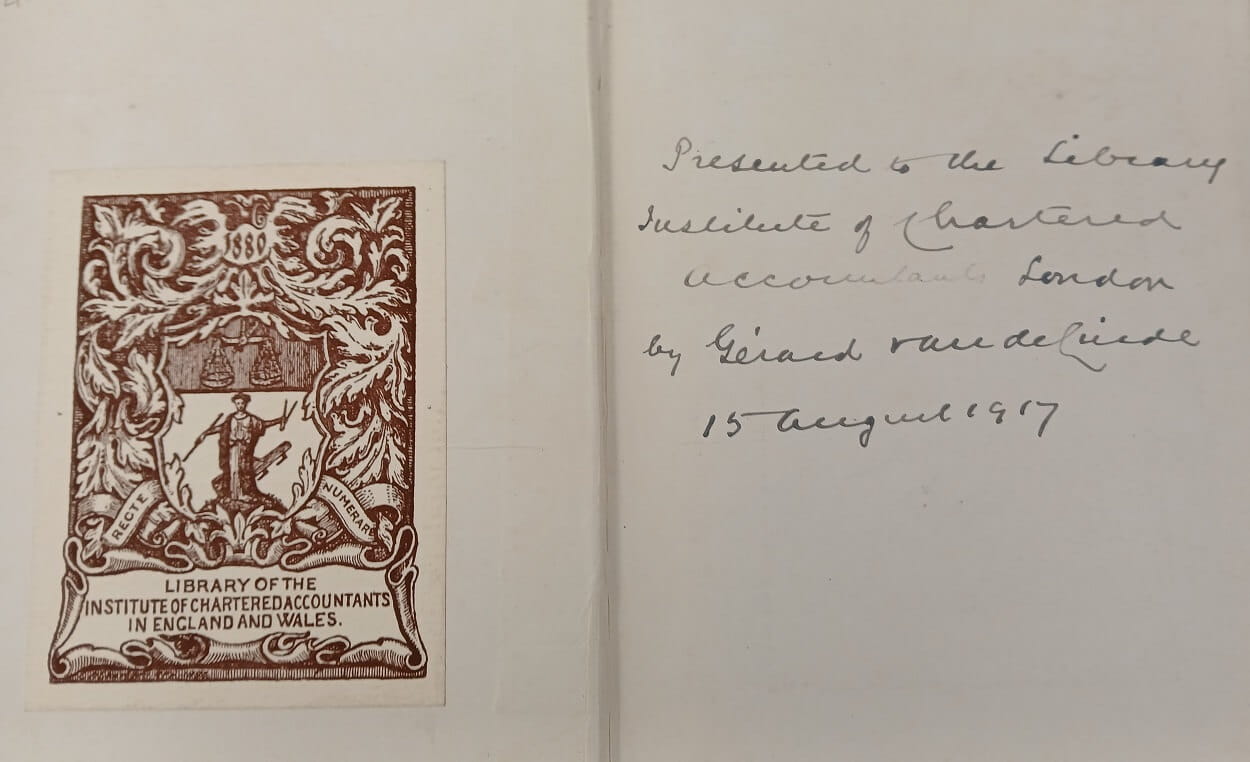 1880
RECTE
NUMERARE
LIBRARY OF THE
INSTITUTE OF CHARTERED ACCOUNTANTS
IN ENGLAND AND WALES.
Presented to the Library
Institute of Chartered
Accountants London
by Gérard van de Linde
15 August 1917